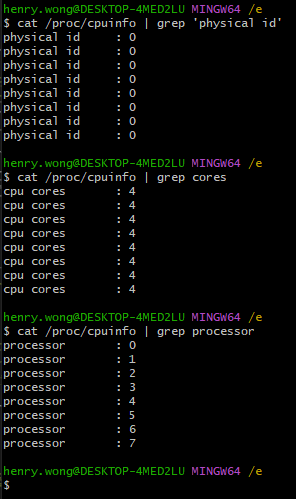 henry.wong@DESKTOP-4MED2LU MINGW64 /e
$ cat /proc/cpuinfo | grep 'physical id'
physical id : 0
physical id : 0
physical id : 0
physical id : 0
physical id : 0
physical id : 0
physical id : 0
physical id : 0
henry.wong@DESKTOP-4MED2LU MINGW64 /e
$ cat /proc/cpuinfo | grep cores
cpu cores : 4
cpu cores : 4
cpu cores : 4
cpu cores : 4
cpu cores : 4
cpu cores : 4
cpu cores : 4
cpu cores : 4
henry.wong@DESKTOP-4MED2LU MINGW64 /e
$ cat /proc/cpuinfo | grep processor
processor : 0
processor : 1
processor : 2
processor : 3
processor : 4
processor : 5
processor : 6
processor : 7
henry.wong@DESKTOP-4MED2LU MINGW64 /e
$